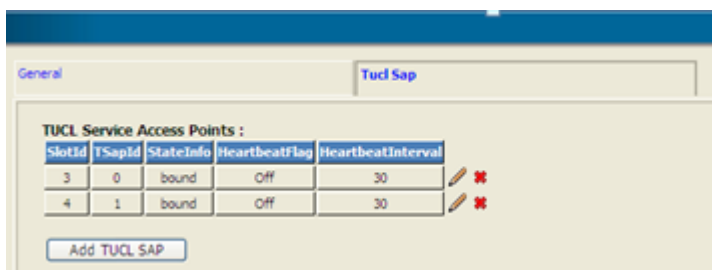 General Tucl Sap
TUCL Service Access Points :
SlotId TSapId StateInfo HeartbeatFlag HeartbeatInterval
3 0 bound Off 30
4 1 bound Off 30
Add TUCL SAP